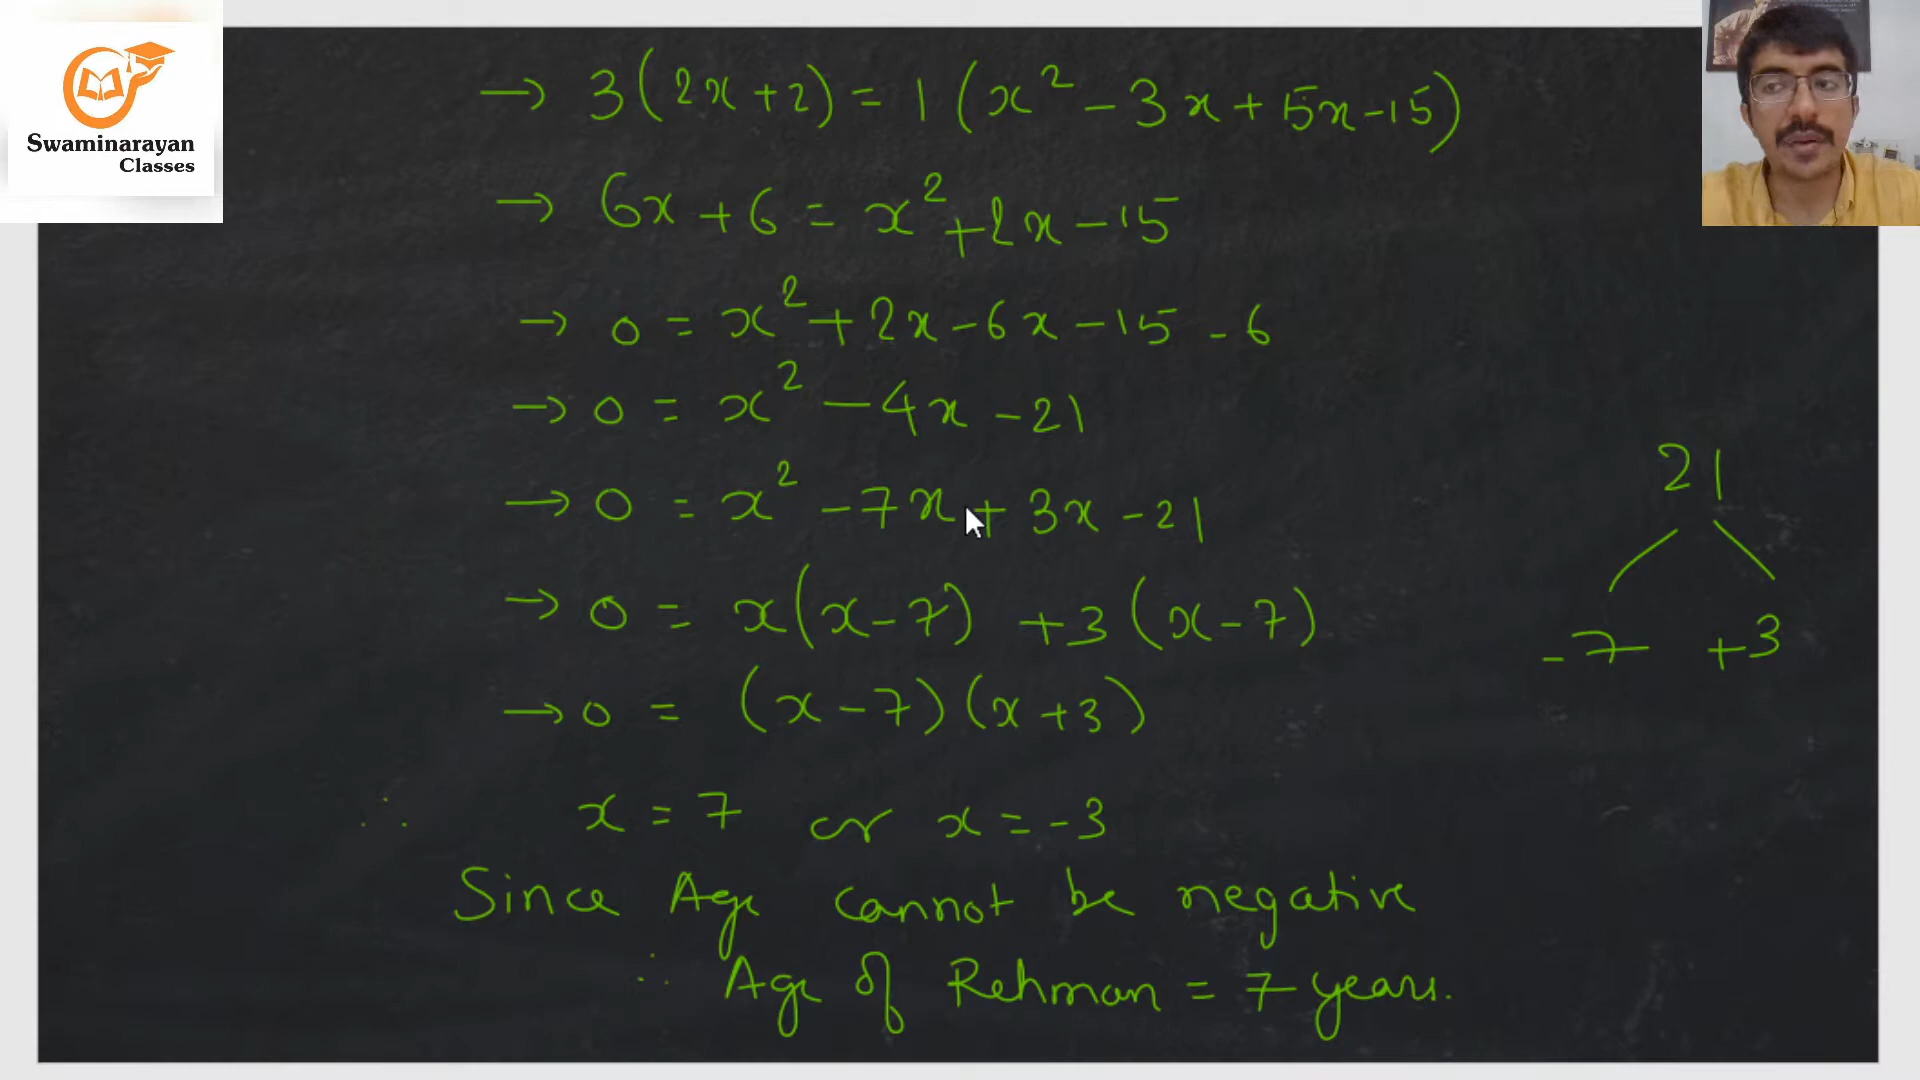 Swaminarayan
Classes
→ 3(2x+2) = 1(x² - 3x + 5x - 15)
→ 6x + 6 = x² + 2x - 15
→ 0 = x² + 2x - 6x - 15 - 6
→ 0 = x² - 4x - 21
→ 0 = x² - 7x + 3x - 21
→ 0 = x(x-7) + 3(x-7)
→ 0 = (x-7)(x+3)
∴ x = 7 or x = -3
Since Age cannot be negative
∴ Age of Rehman = 7 years.
21
-7 +3